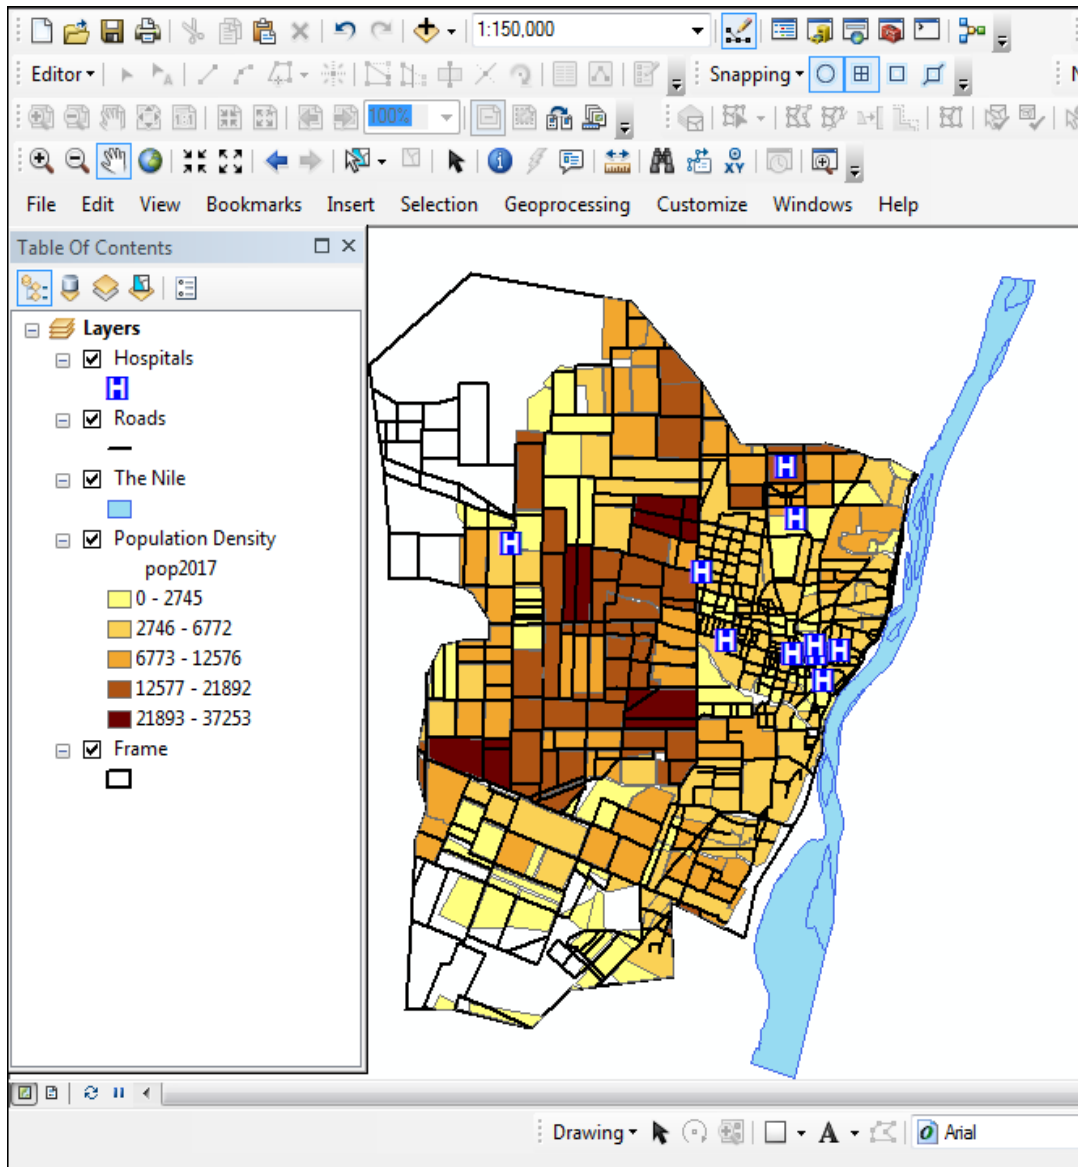 1:150,000
Editor Snapping
100%
XY
File Edit View Bookmarks Insert Selection Geoprocessing Customize Windows Help
Table Of Contents
Layers
Hospitals
H
Roads
The Nile
Population Density
pop2017
0 - 2745
2746 - 6772
6773 - 12576
12577 - 21892
21893 - 37253
Frame
H
H
H
H
H
H
H
H
H
Drawing A Arial